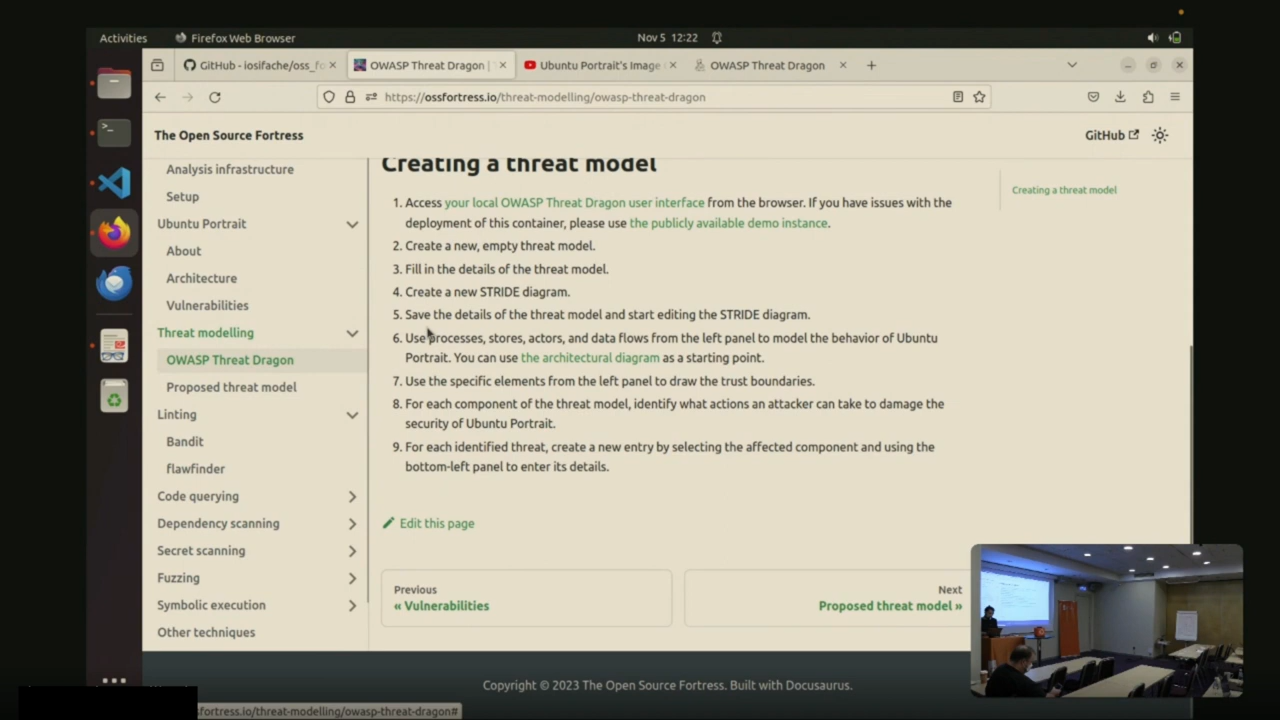 Activities
Firefox Web Browser
Nov 5 12:22
GitHub - iosifache/oss_fo
OWASP Threat Dragon |
Ubuntu Portrait's Image
OWASP Threat Dragon
https://ossfortress.io/threat-modelling/owasp-threat-dragon
The Open Source Fortress
GitHub
Analysis infrastructure
Setup
Ubuntu Portrait
About
Architecture
Vulnerabilities
Threat modelling
OWASP Threat Dragon
Proposed threat model
Linting
Bandit
flawfinder
Code querying
Dependency scanning
Secret scanning
Fuzzing
Symbolic execution
Other techniques
Creating a threat model
1. Access your local OWASP Threat Dragon user interface from the browser. If you have issues with the
deployment of this container, please use the publicly available demo instance.
2. Create a new, empty threat model.
3. Fill in the details of the threat model.
4. Create a new STRIDE diagram.
5. Save the details of the threat model and start editing the STRIDE diagram.
6. Use processes, stores, actors, and data flows from the left panel to model the behavior of Ubuntu
Portrait. You can use the architectural diagram as a starting point.
7. Use the specific elements from the left panel to draw the trust boundaries.
8. For each component of the threat model, identify what actions an attacker can take to damage the
security of Ubuntu Portrait.
9. For each identified threat, create a new entry by selecting the affected component and using the
bottom-left panel to enter its details.
Edit this page
Previous
« Vulnerabilities
Next
Proposed threat model »
Creating a threat model
Copyright © 2023 The Open Source Fortress. Built with Docusaurus.
sfortress.io/threat-modelling/owasp-threat-dragon#